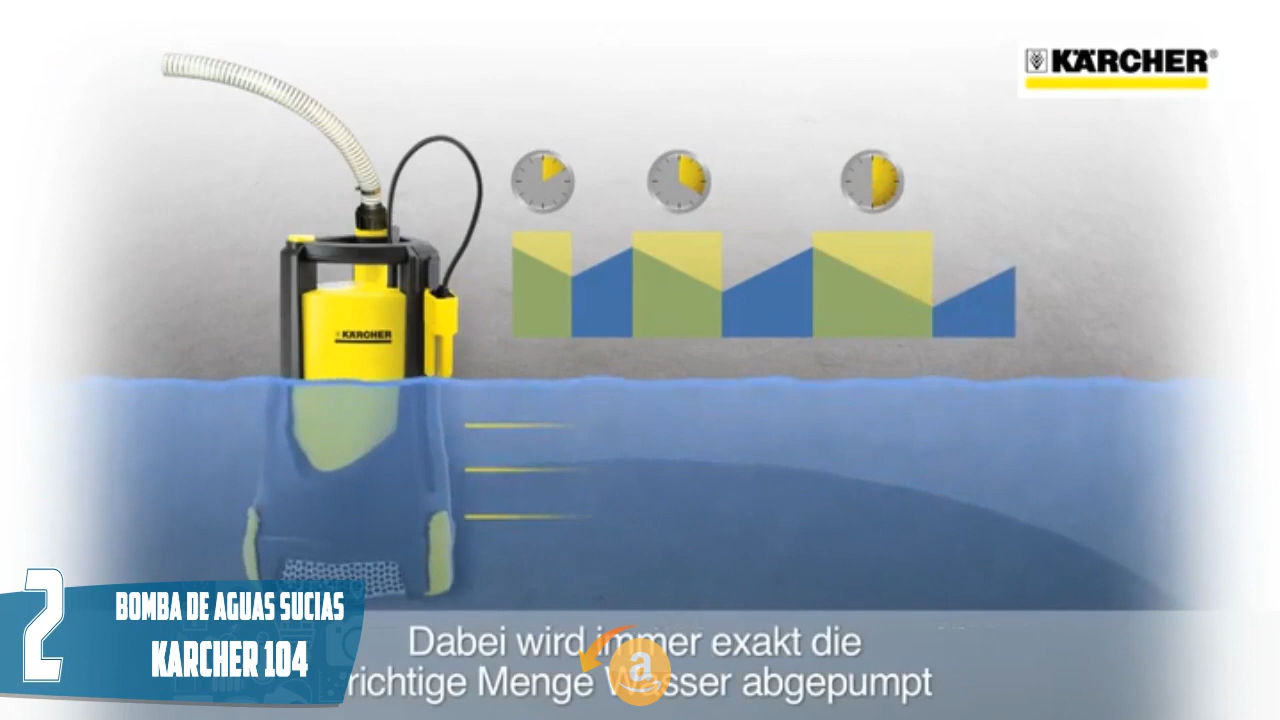 KÄRCHER®
KÄRCHER
2
BOMBA DE AGUAS SUCIAS
KARCHER 104
Dabei wird immer exakt die
richtige Menge Wasser abgepumpt
a